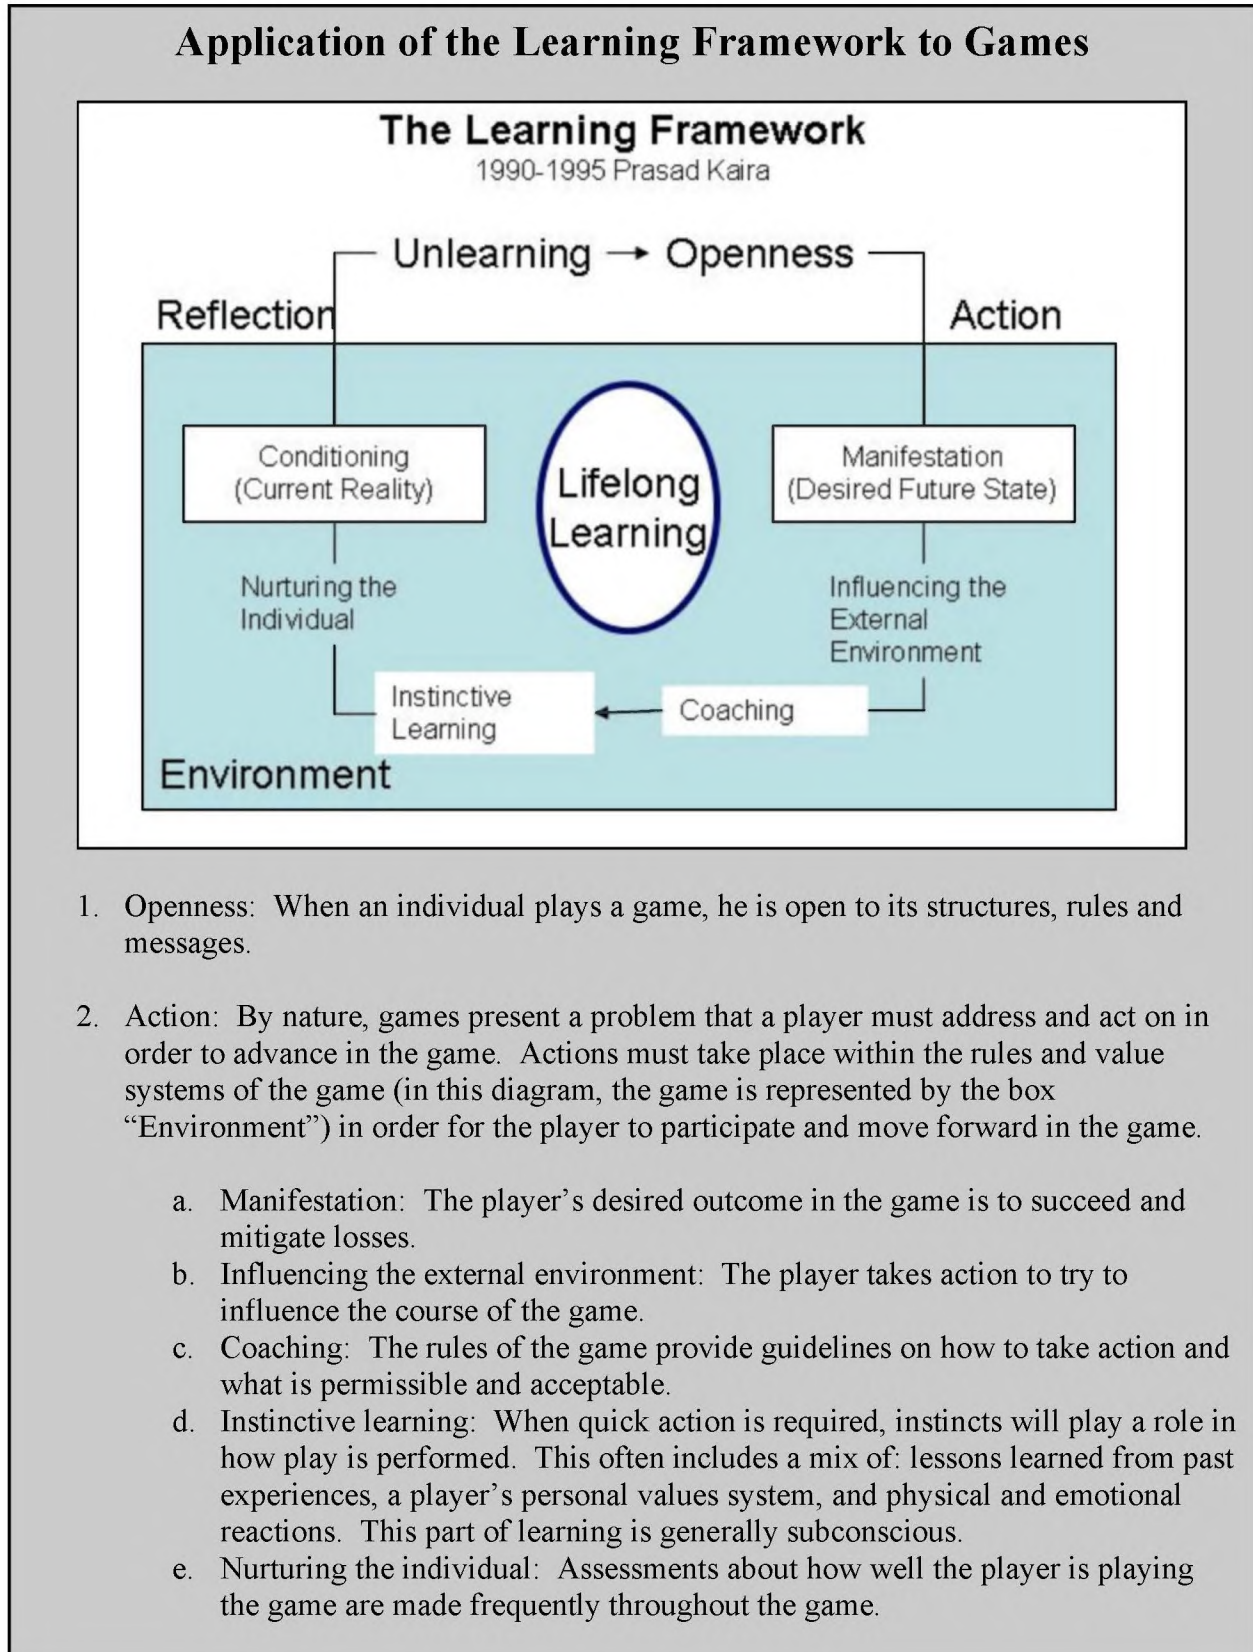 Application of the Learning Framework to Games
The Learning Framework
1990-1995 Prasad Kaira
Unlearning → Openness
Reflection
Action
Conditioning
(Current Reality)
Lifelong
Learning
Manifestation
(Desired Future State)
Nurturing the
Individual
Influencing the
External
Environment
Instinctive
Learning
Coaching
Environment
1. Openness: When an individual plays a game, he is open to its structures, rules and
messages.
2. Action: By nature, games present a problem that a player must address and act on in
order to advance in the game. Actions must take place within the rules and value
systems of the game (in this diagram, the game is represented by the box
“Environment”) in order for the player to participate and move forward in the game.
a. Manifestation: The player’s desired outcome in the game is to succeed and
mitigate losses.
b. Influencing the external environment: The player takes action to try to
influence the course of the game.
c. Coaching: The rules of the game provide guidelines on how to take action and
what is permissible and acceptable.
d. Instinctive learning: When quick action is required, instincts will play a role in
how play is performed. This often includes a mix of: lessons learned from past
experiences, a player’s personal values system, and physical and emotional
reactions. This part of learning is generally subconscious.
e. Nurturing the individual: Assessments about how well the player is playing
the game are made frequently throughout the game.